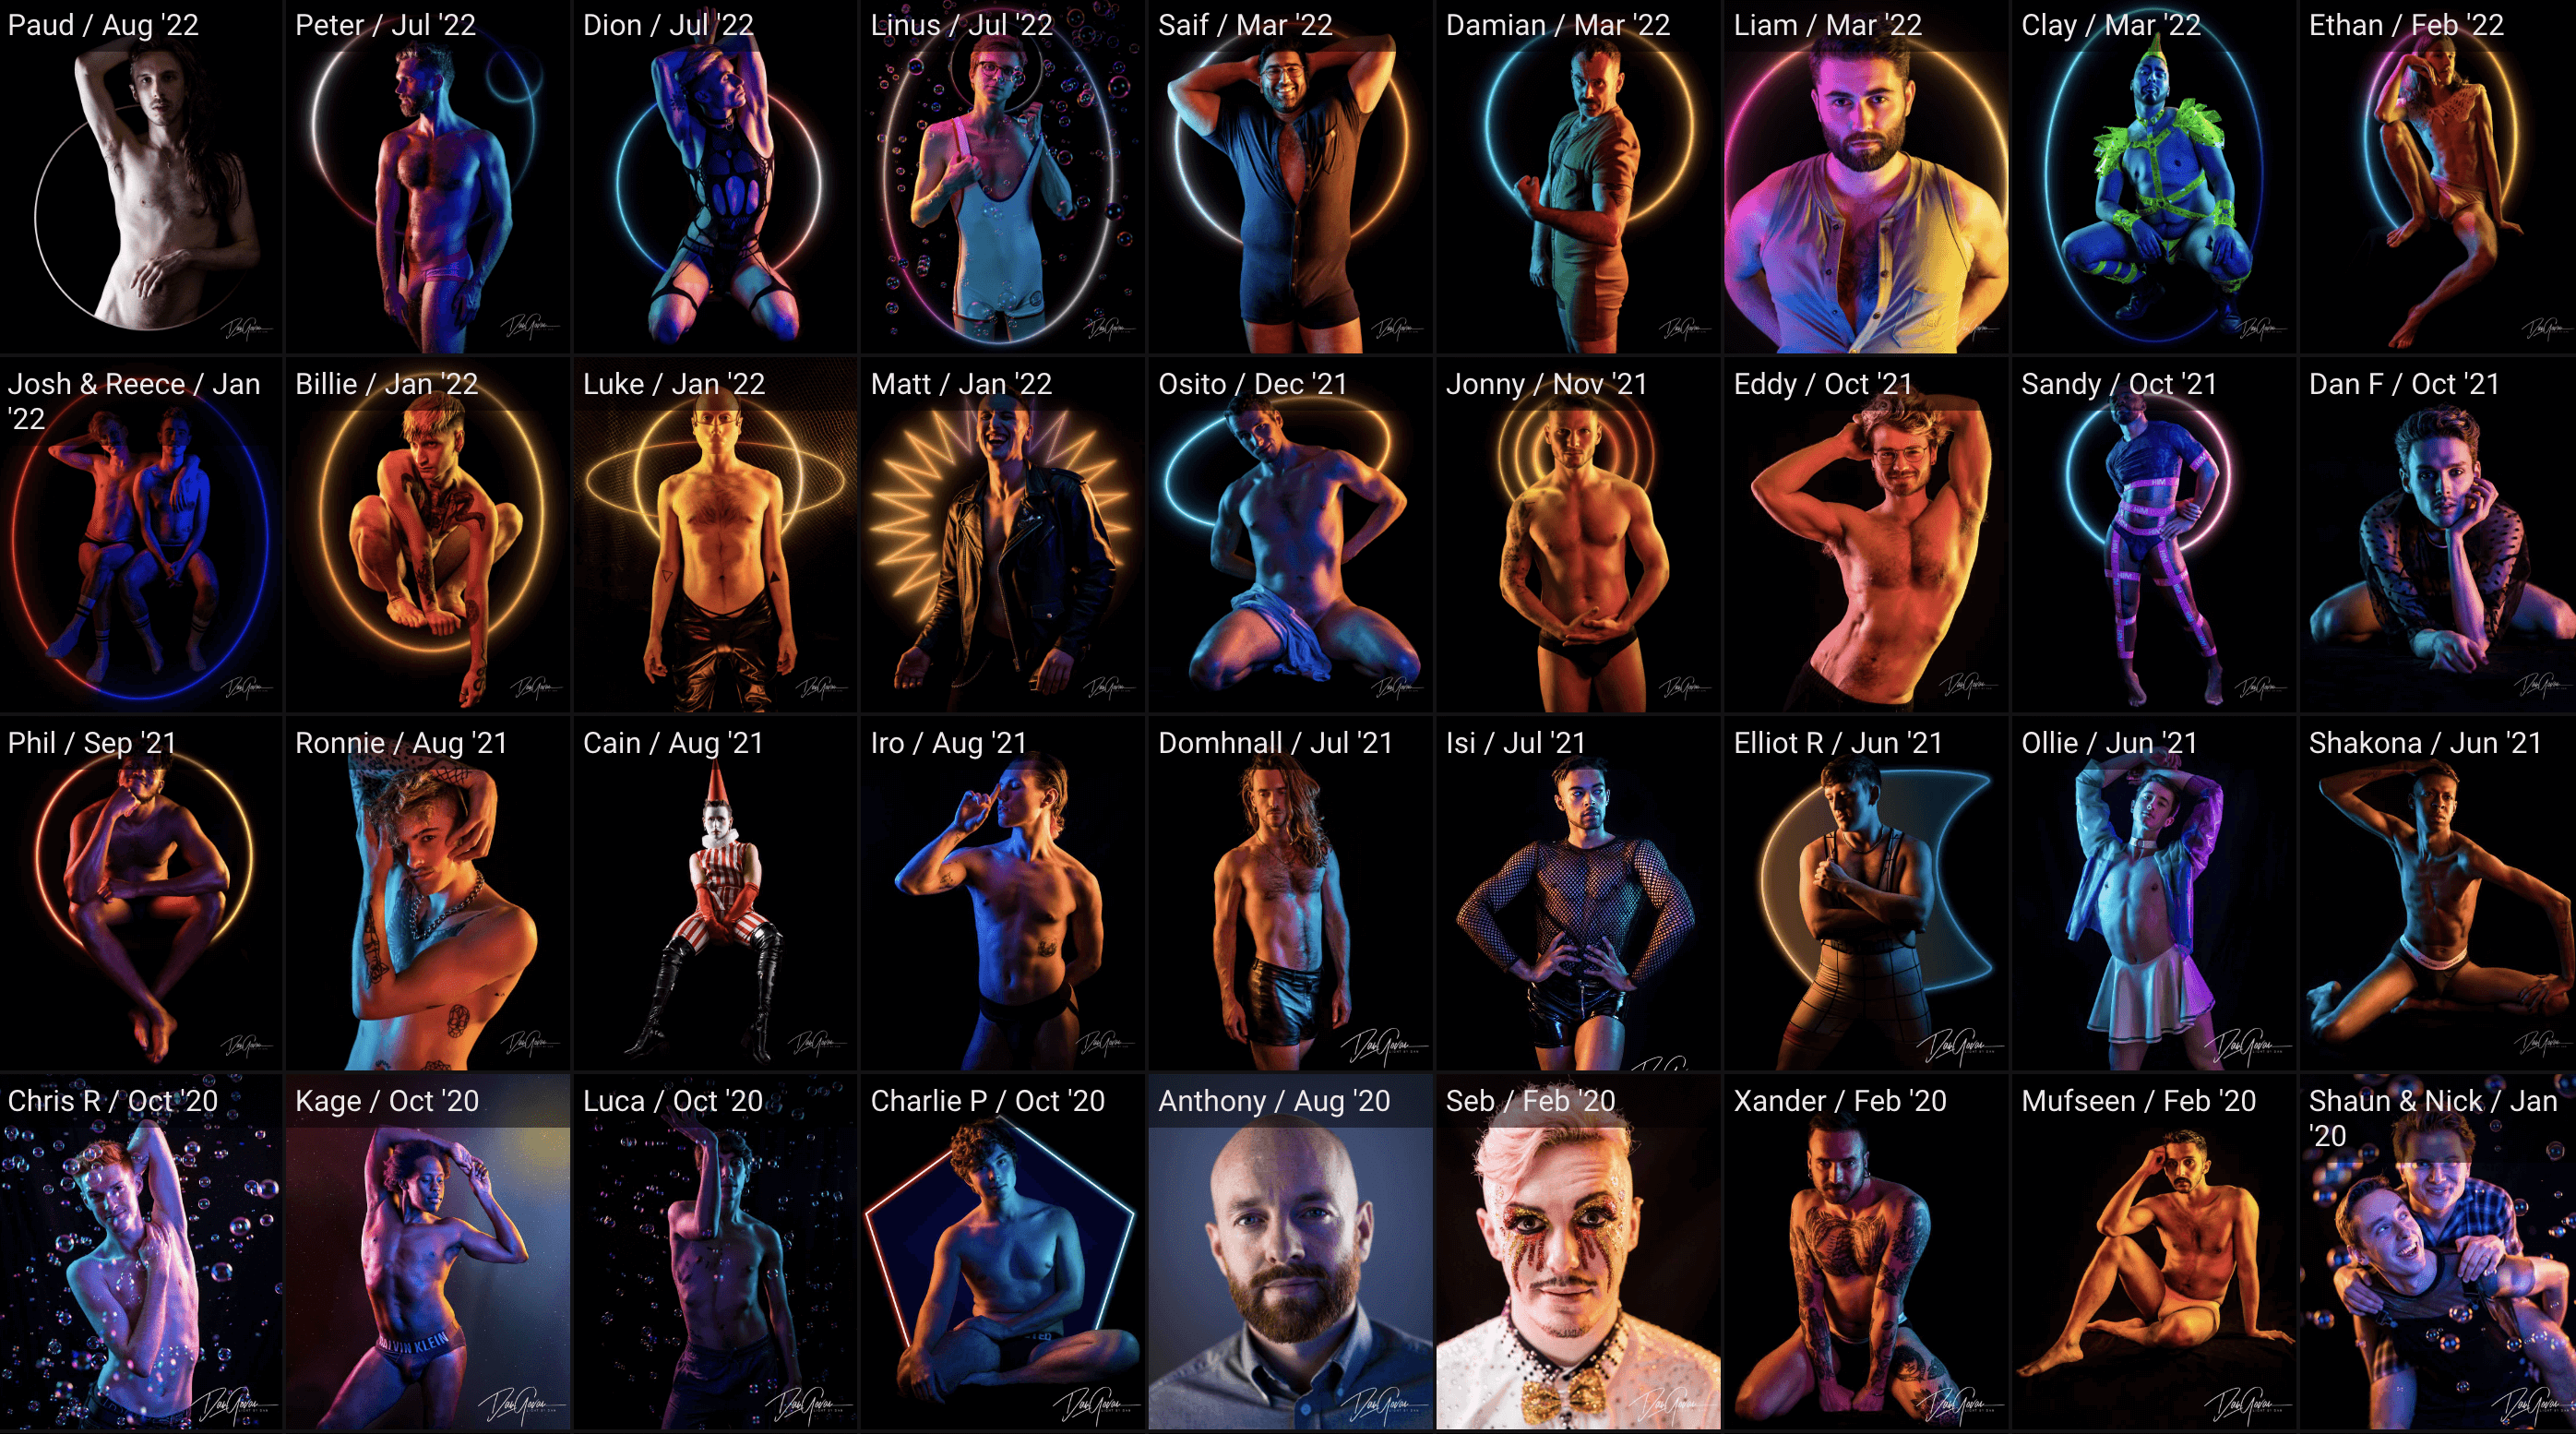 Paud / Aug '22
Peter / Jul '22
Dion / Jul '22
Linus / Jul '22
Saif / Mar '22
Damian / Mar '22
Liam / Mar '22
Clay / Mar '22
Ethan / Feb '22
Josh & Reece / Jan
'22
Billie / Jan '22
Luke / Jan '22
Matt / Jan '22
Osito / Dec '21
Jonny / Nov '21
Eddy / Oct '21
Sandy / Oct '21
Dan F / Oct '21
HIM
HIM
HIM
Phil / Sep '21
Ronnie / Aug '21
Cain / Aug '21
Iro / Aug '21
Domhnall / Jul '21
Isi / Jul '21
Elliot R / Jun '21
Ollie / Jun '21
Shakona / Jun '21
Chris R / Oct '20
Kage / Oct '20
Luca / Oct '20
Charlie P / Oct '20
Anthony / Aug '20
Seb / Feb '20
Xander / Feb '20
Mufseen / Feb '20
Shaun & Nick / Jan
'20
CALVIN KLEIN